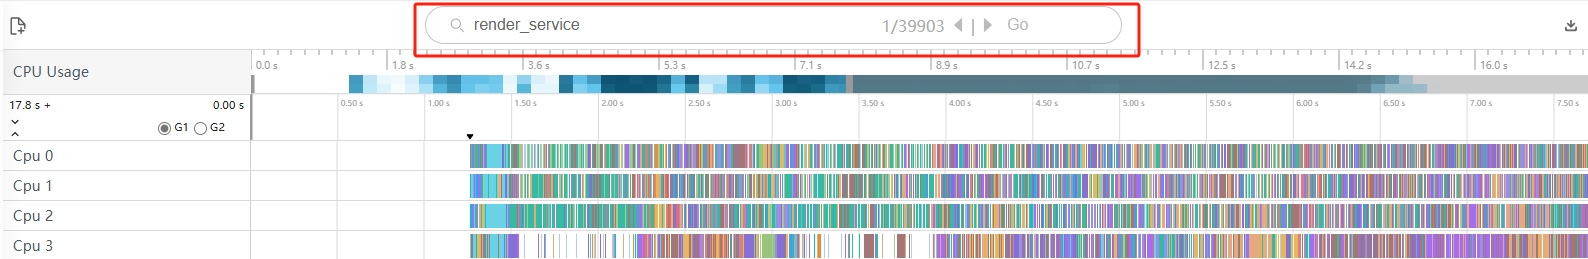 render_service 1/39903 Go
CPU Usage
0.0 s 1.8 s 3.6 s 5.3 s 7.1 s 8.9 s 10.7 s 12.5 s 14.2 s 16.0 s
17.8 s + 0.00 s
0.50 s 1.00 s 1.50 s 2.00 s 2.50 s 3.00 s 3.50 s 4.00 s 4.50 s 5.00 s 5.50 s 6.00 s 6.50 s 7.00 s 7.50 s
G1 G2
Cpu 0
Cpu 1
Cpu 2
Cpu 3